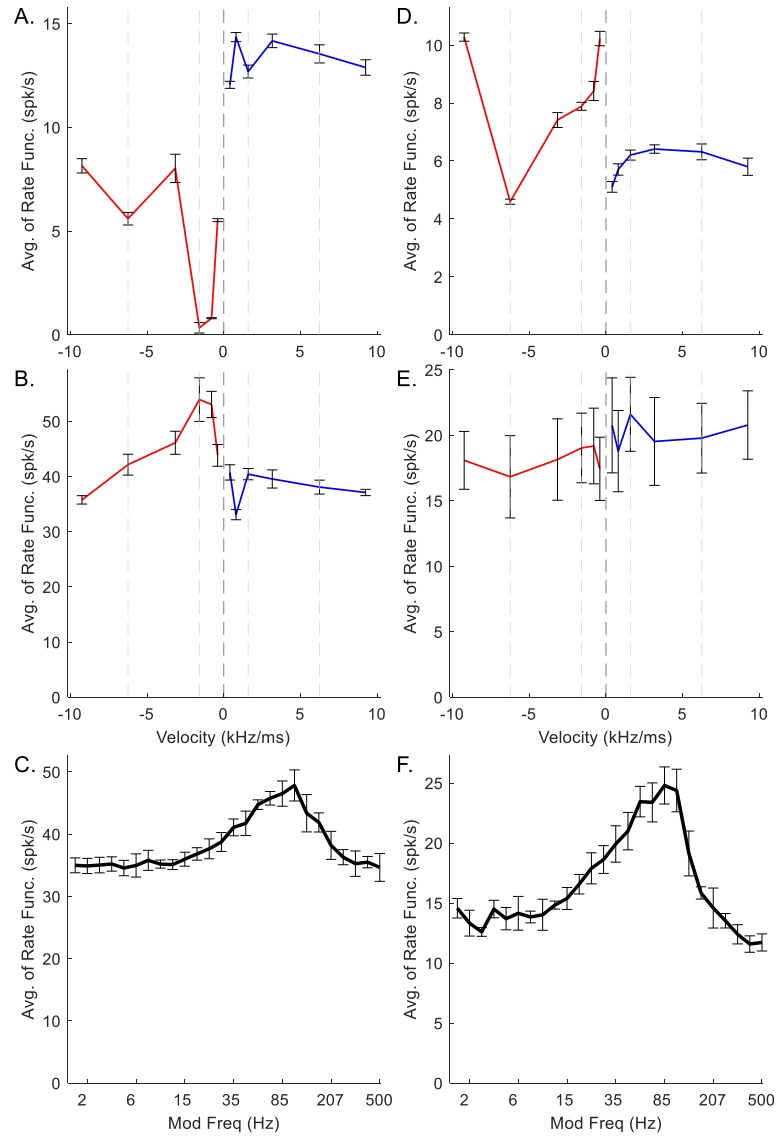 A.
15
10
5
0
Avg. of Rate Func. (spk/s)
-10 -5 0 5 10
D.
10
8
6
4
2
0
Avg. of Rate Func. (spk/s)
-10 -5 0 5 10
B.
50
40
30
20
10
0
Avg. of Rate Func. (spk/s)
-10 -5 0 5 10
Velocity (kHz/ms)
E.
25
20
15
10
5
0
Avg. of Rate Func. (spk/s)
-10 -5 0 5 10
Velocity (kHz/ms)
C.
50
40
30
20
10
0
Avg. of Rate Func. (spk/s)
2 6 15 35 85 207 500
Mod Freq (Hz)
F.
25
20
15
10
5
0
Avg. of Rate Func. (spk/s)
2 6 15 35 85 207 500
Mod Freq (Hz)